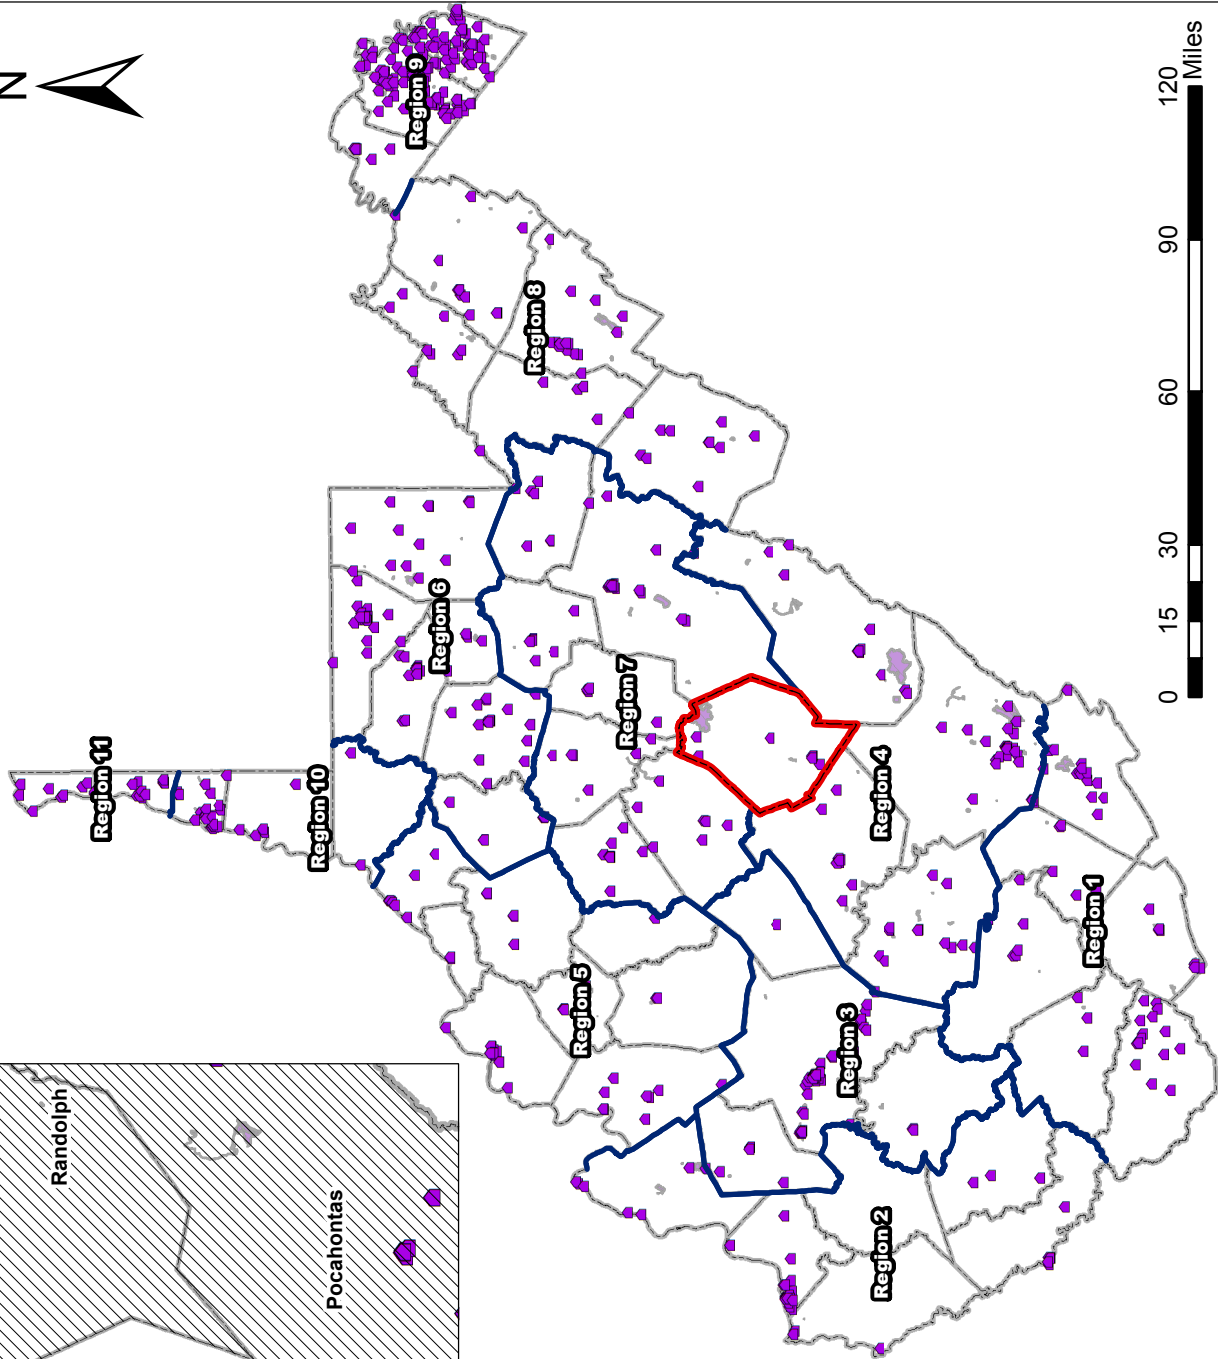 N
Region 9
Region 8
Region 6
Region 7
Region 11
Region 10
Region 4
Region 5
Region 3
Region 1
Region 2
Randolph
Pocahontas
0 15 30 60 90 120
Miles